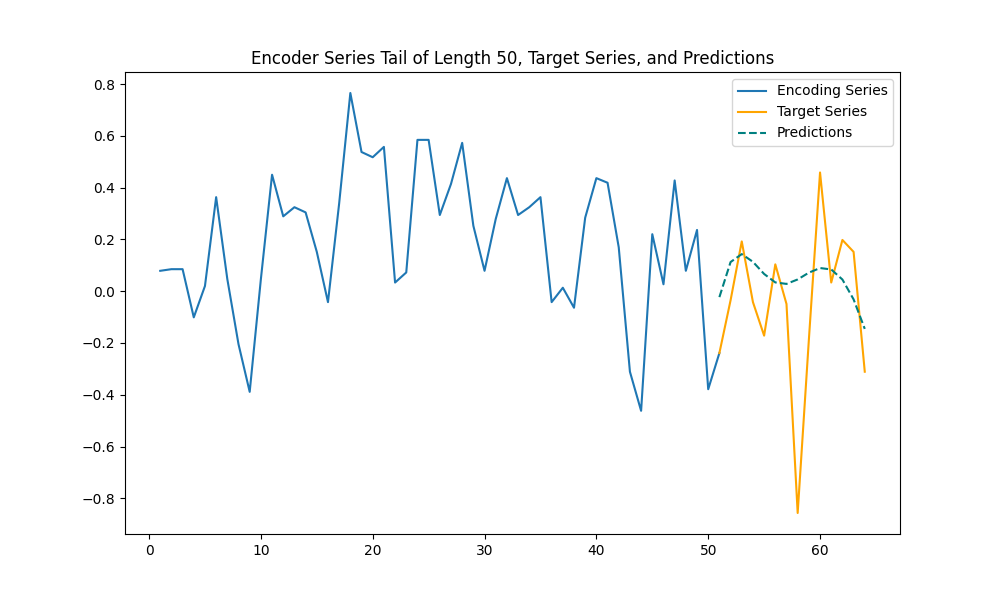 Encoder Series Tail of Length 50, Target Series, and Predictions
Encoding Series
Target Series
Predictions
0.8
0.6
0.4
0.2
0.0
−0.2
−0.4
−0.6
−0.8
0 10 20 30 40 50 60